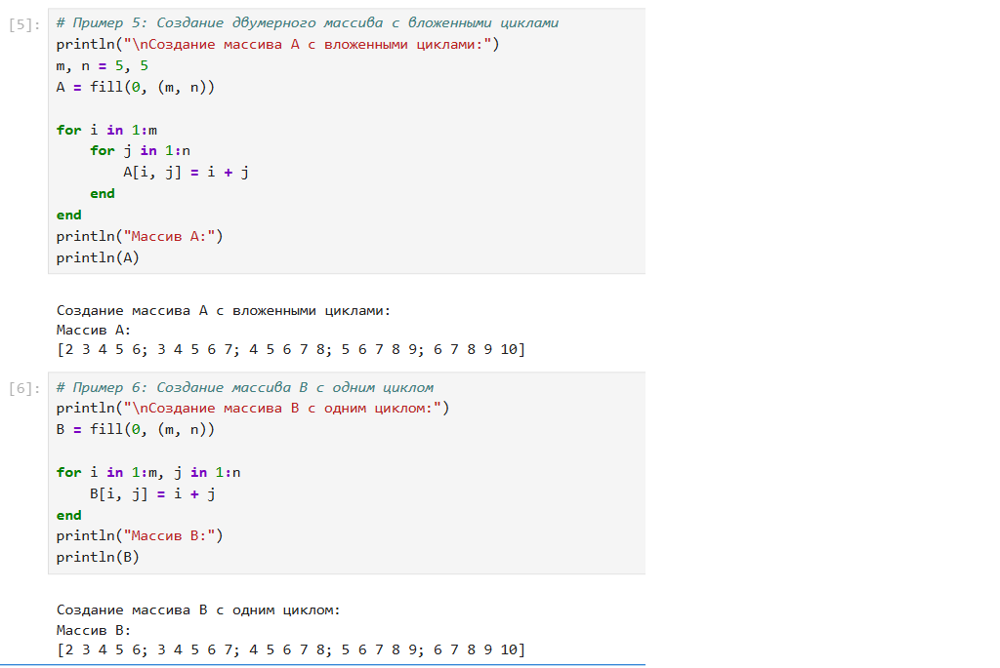 [5]: # Пример 5: Создание двумерного массива с вложенными циклами
println("\nСоздание массива A с вложенными циклами:")
m, n = 5, 5
A = fill(0, (m, n))
for i in 1:m
    for j in 1:n
        A[i, j] = i + j
    end
end
println("Массив A:")
println(A)
Создание массива A с вложенными циклами:
Массив A:
[2 3 4 5 6; 3 4 5 6 7; 4 5 6 7 8; 5 6 7 8 9; 6 7 8 9 10]
[6]: # Пример 6: Создание массива B с одним циклом
println("\nСоздание массива B с одним циклом:")
B = fill(0, (m, n))
for i in 1:m, j in 1:n
    B[i, j] = i + j
end
println("Массив B:")
println(B)
Создание массива B с одним циклом:
Массив B:
[2 3 4 5 6; 3 4 5 6 7; 4 5 6 7 8; 5 6 7 8 9; 6 7 8 9 10]